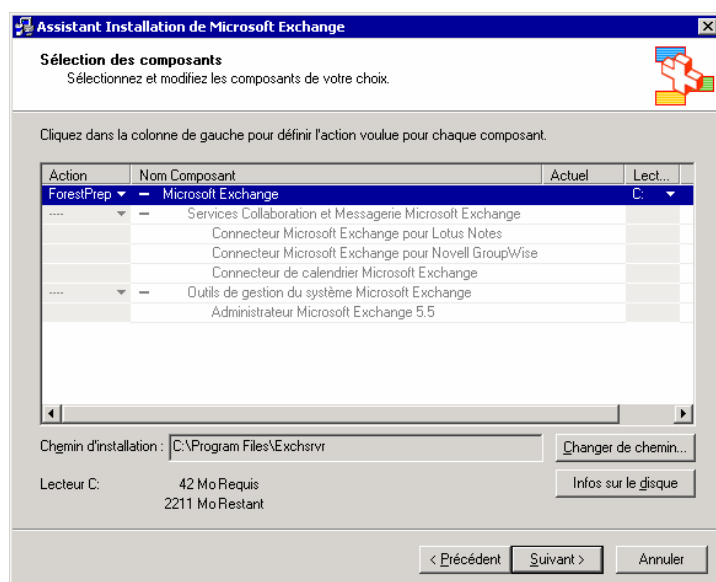 Assistant Installation de Microsoft Exchange
Sélection des composants
Sélectionnez et modifiez les composants de votre choix.
Cliquez dans la colonne de gauche pour définir l'action voulue pour chaque composant.
Action Nom Composant Actuel Lect...
ForestPrep Microsoft Exchange C:
---- Services Collaboration et Messagerie Microsoft Exchange
Connecteur Microsoft Exchange pour Lotus Notes
Connecteur Microsoft Exchange pour Novell GroupWise
Connecteur de calendrier Microsoft Exchange
---- Outils de gestion du système Microsoft Exchange
Administrateur Microsoft Exchange 5.5
Chemin d'installation : C:\Program Files\Exchsrvr Changer de chemin...
Lecteur C: 42 Mo Requis Infos sur le disque
2211 Mo Restant
< Précédent Suivant > Annuler